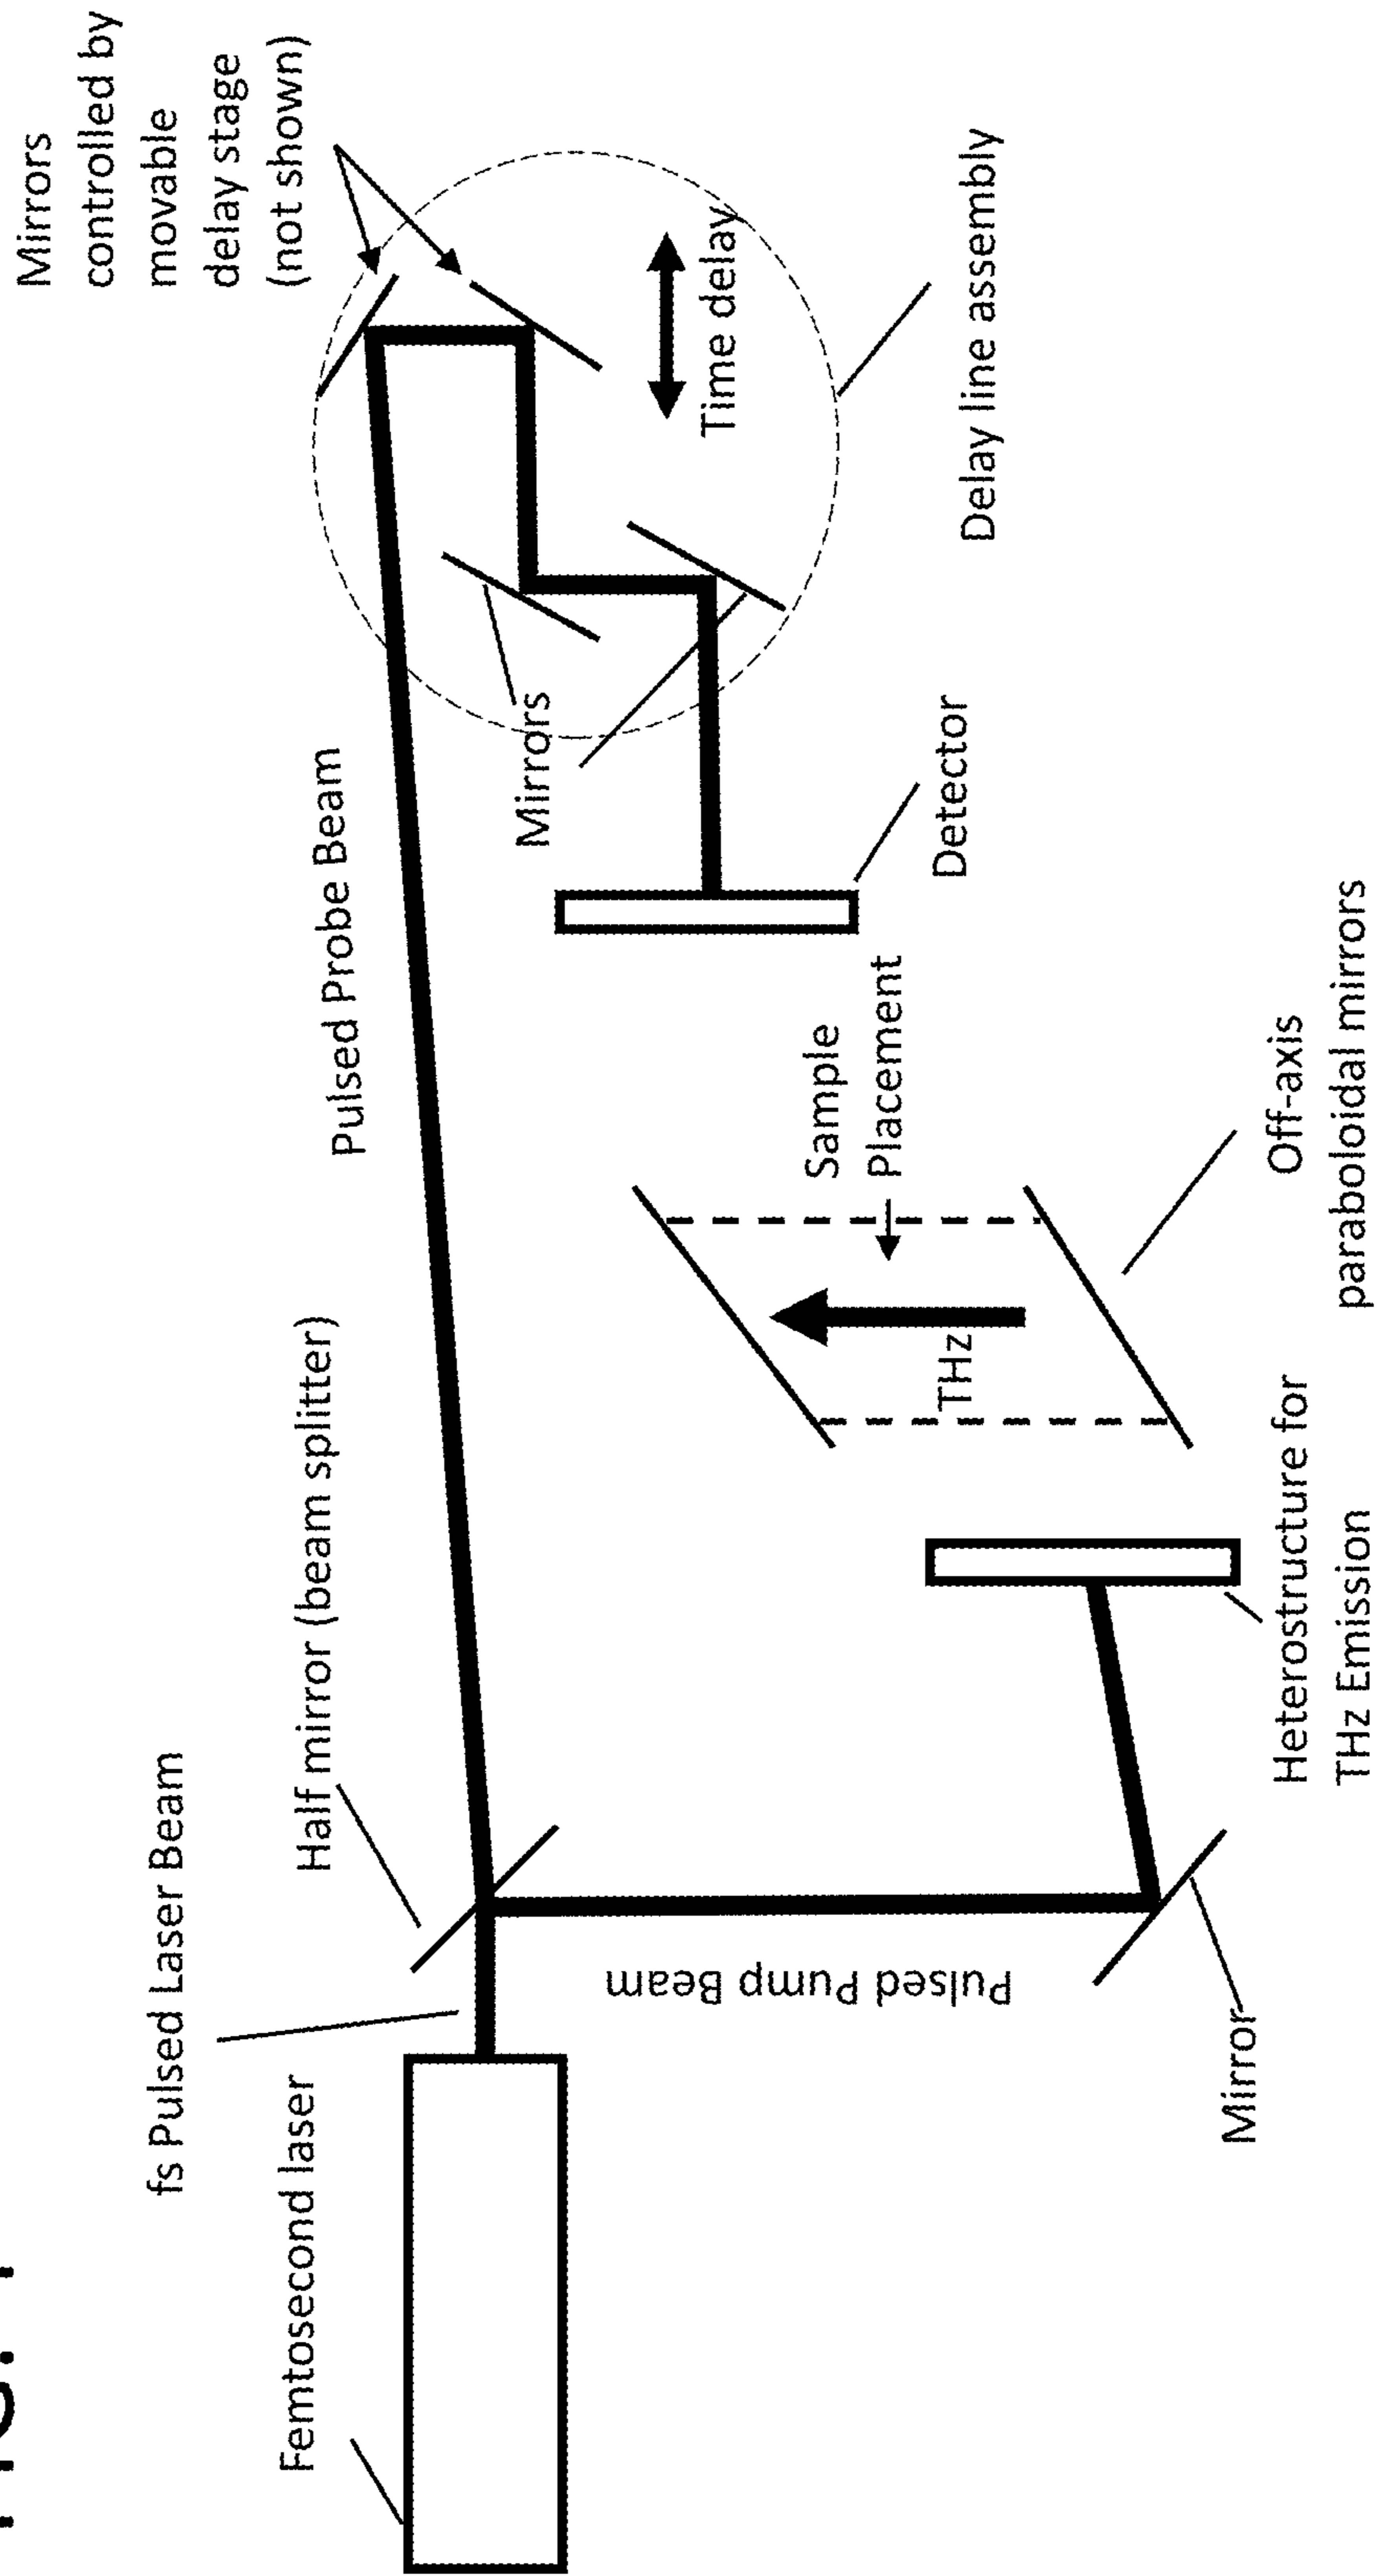 Mirrors
controlled by
movable
delay stage
(not shown)
fs Pulsed Laser Beam
Femtosecond laser
Half mirror (beam splitter)
Pulsed Probe Beam
Mirrors
Time delay
Pulsed Pump Beam
Sample
Placement
THz
Detector
Delay line assembly
Mirror
Heterostructure for
THz Emission
Off-axis
paraboloidal mirrors